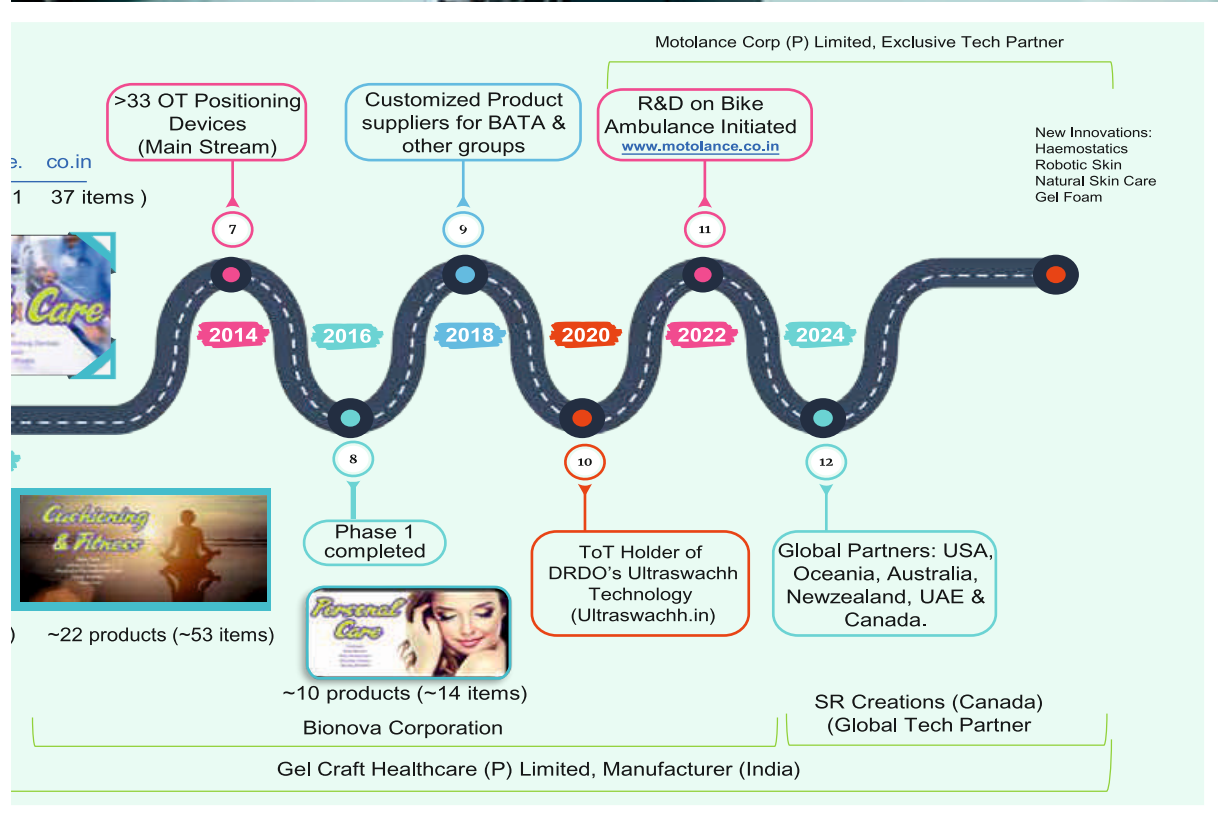 Motolance Corp (P) Limited, Exclusive Tech Partner
>33 OT Positioning
Devices
(Main Stream)
Customized Product
suppliers for BATA &
other groups
R&D on Bike
Ambulance Initiated
www.motolance.co.in
New Innovations:
Haemostatics
Robotic Skin
Natural Skin Care
Gel Foam
e. co.in
1 37 items )
7
9
11
Care
2014
2016
2018
2020
2022
2024
8
10
12
Cushioning
& Fitness
Phase 1
completed
ToT Holder of
DRDO's Ultraswachh
Technology
(Ultraswachh.in)
Global Partners: USA,
Oceania, Australia,
Newzealand, UAE &
Canada.
) ~22 products (~53 items)
Personal
Care
~10 products (~14 items)
Bionova Corporation
SR Creations (Canada)
(Global Tech Partner
Gel Craft Healthcare (P) Limited, Manufacturer (India)